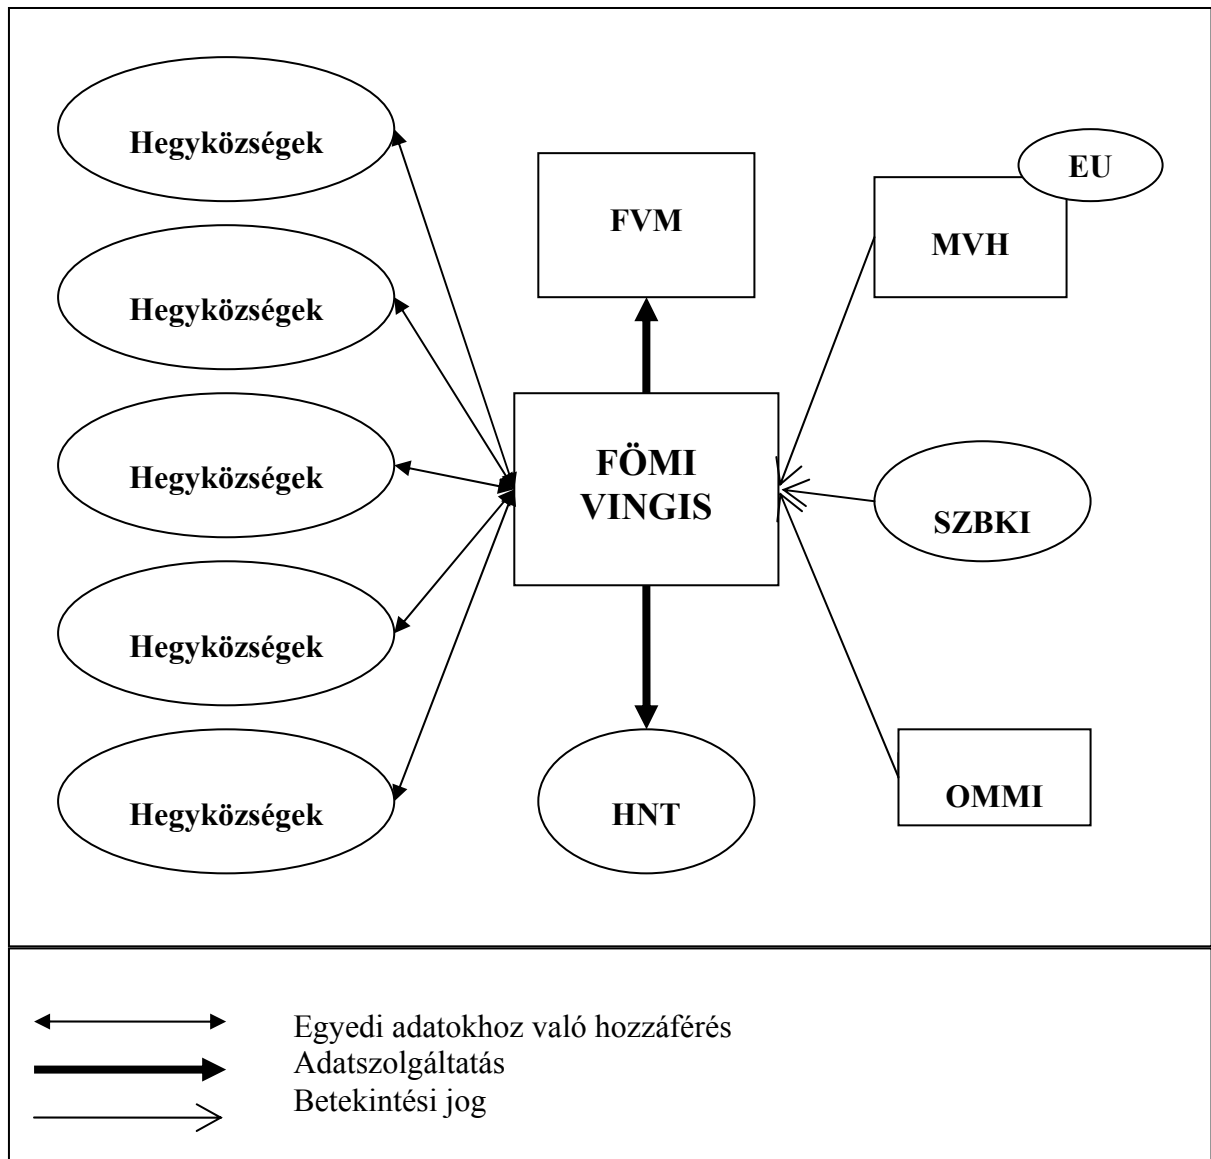 Hegyközségek
Hegyközségek
Hegyközségek
Hegyközségek
Hegyközségek
FVM
FÖMI
VINGIS
HNT
EU
MVH
SZBKI
OMMI
Egyedi adatokhoz való hozzáférés
Adatszolgáltatás
Betekintési jog